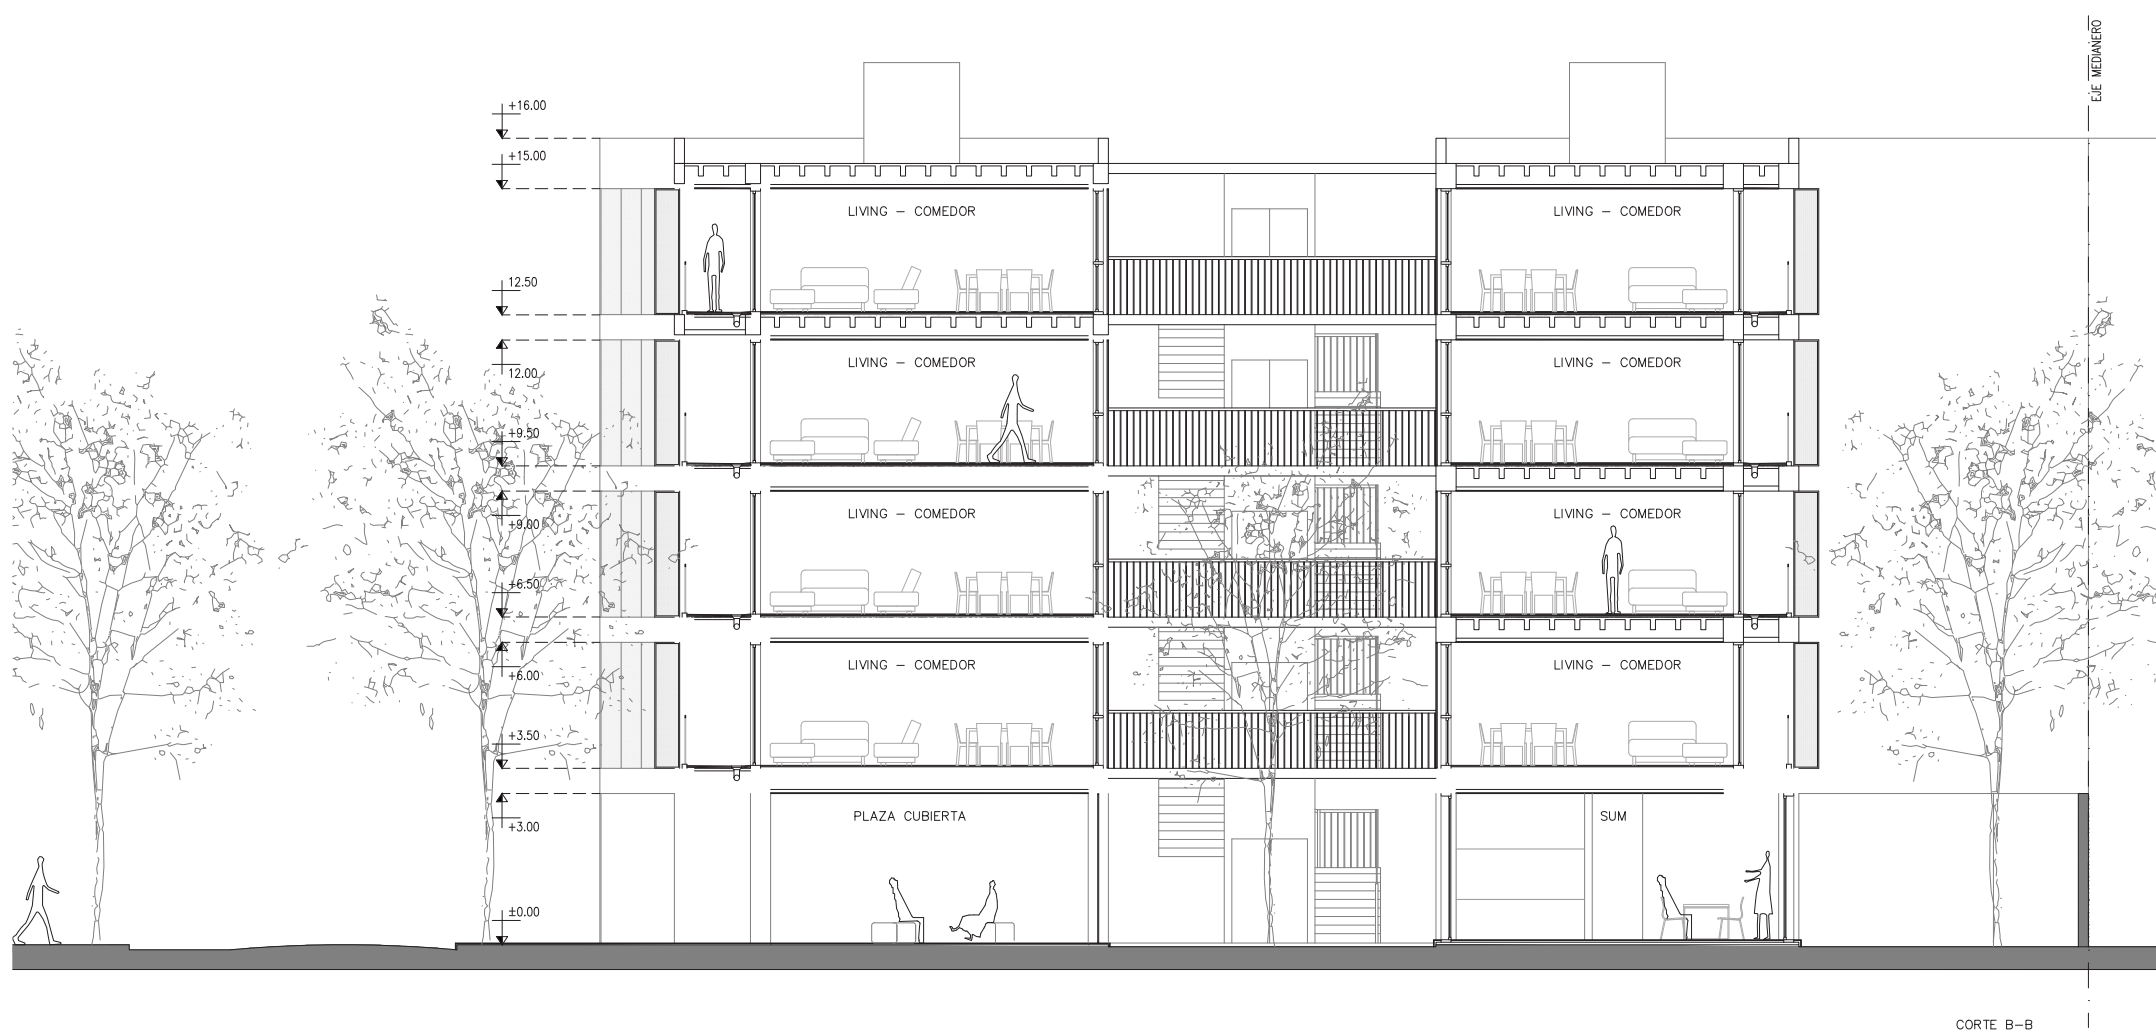 EJE MEDIANERO
+16.00
+15.00
LIVING – COMEDOR
LIVING – COMEDOR
12.50
LIVING – COMEDOR
LIVING – COMEDOR
12.00
+9.50
LIVING – COMEDOR
LIVING – COMEDOR
+9.00
+6.50
LIVING – COMEDOR
LIVING – COMEDOR
+6.00
+3.50
PLAZA CUBIERTA
SUM
+3.00
±0.00
CORTE B–B